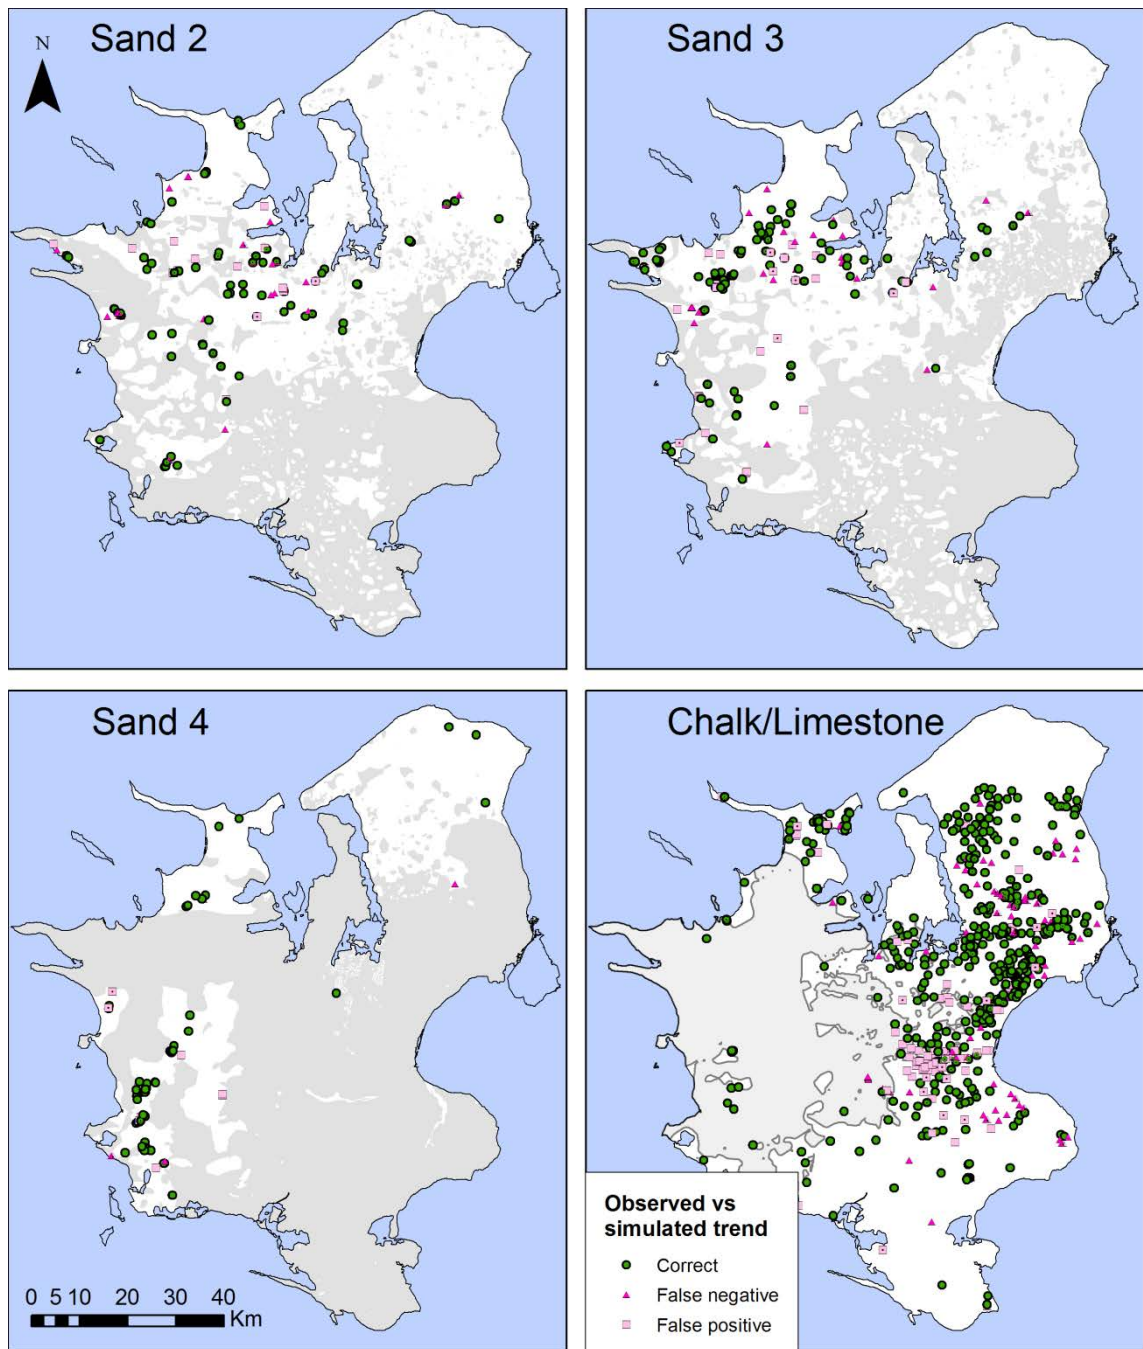 Sand 2
N
Sand 3
Sand 4
Chalk/Limestone
Observed vs
simulated trend
Correct
False negative
False positive
0 5 10 20 30 40
Km